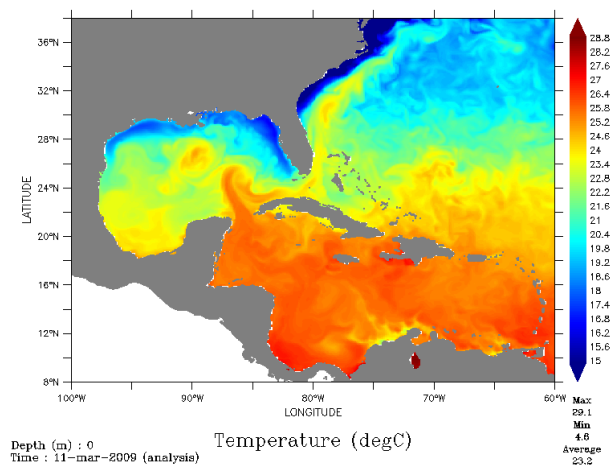 36°N
32°N
28°N
24°N
20°N
16°N
12°N
8°N
LATITUDE
100°W
90°W
80°W
70°W
60°W
LONGITUDE
28.8
28.2
27.6
27
26.4
25.8
25.2
24.6
24
23.4
22.8
22.2
21.6
21
20.4
19.8
19.2
18.6
18
17.4
16.8
16.2
15.6
15
Max
29.1
Min
4.6
Average
23.2
Depth (m) : 0
Time : 11-mar-2009 (analysis)
Temperature (degC)